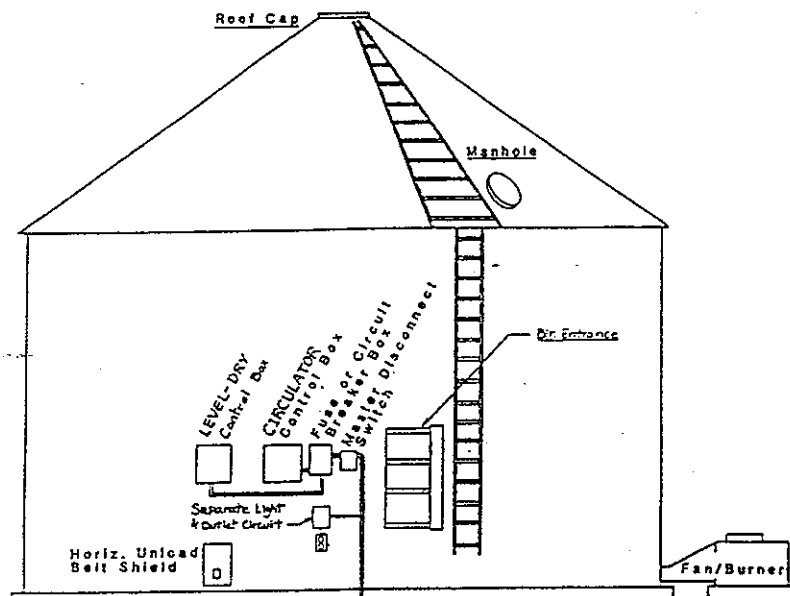 Roof Cap
Manhole
LEVEL-DRY
Control Box
CIRCULATOR
Control Box
Fuse or Circuit
Breaker Box
Master Disconnect
Switch
Bin Entrance
Separate Light
& Outlet Circuit
Horiz. Unload
Belt Shield
Fan/Burner